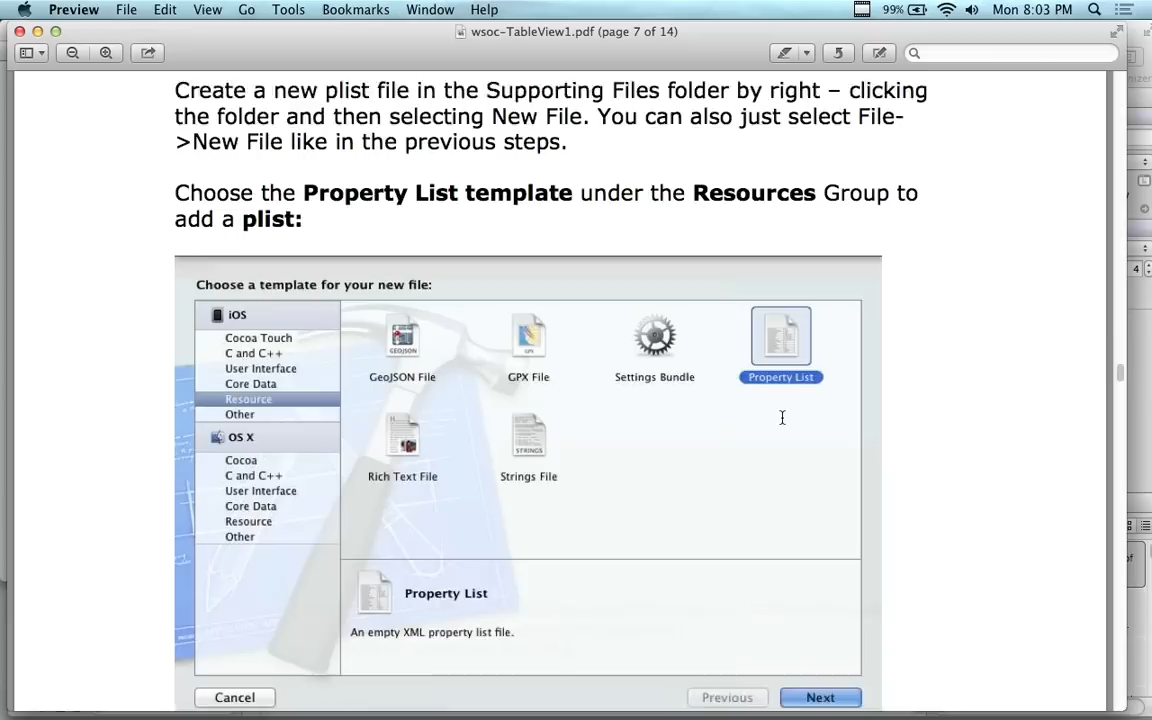 Preview File Edit View Go Tools Bookmarks Window Help 99% Mon 8:03 PM
wsoc-TableView1.pdf (page 7 of 14)
Create a new plist file in the Supporting Files folder by right – clicking
the folder and then selecting New File. You can also just select File-
>New File like in the previous steps.
Choose the Property List template under the Resources Group to
add a plist:
Choose a template for your new file:
iOS
Cocoa Touch
C and C++
User Interface
Core Data
Resource
Other
OS X
Cocoa
C and C++
User Interface
Core Data
Resource
Other
GEOJSON
GPX
GeoJSON File GPX File Settings Bundle Property List
STRINGS
Rich Text File Strings File
Property List
An empty XML property list file.
Cancel Previous Next
4
of